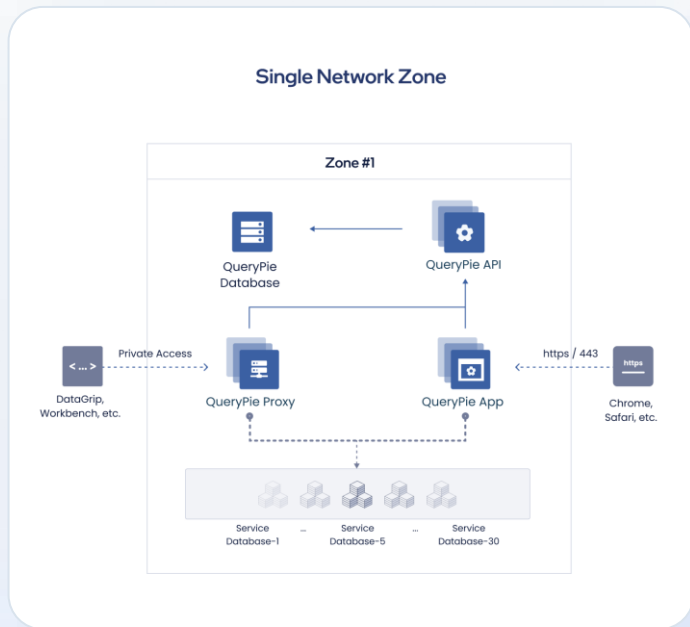 Single Network Zone
Zone #1
QueryPie
Database
QueryPie API
Private Access
https / 443
< ... >
https
DataGrip,
Workbench, etc.
QueryPie Proxy
QueryPie App
Chrome,
Safari, etc.
Service
Database-1
...
Service
Database-5
...
Service
Database-30